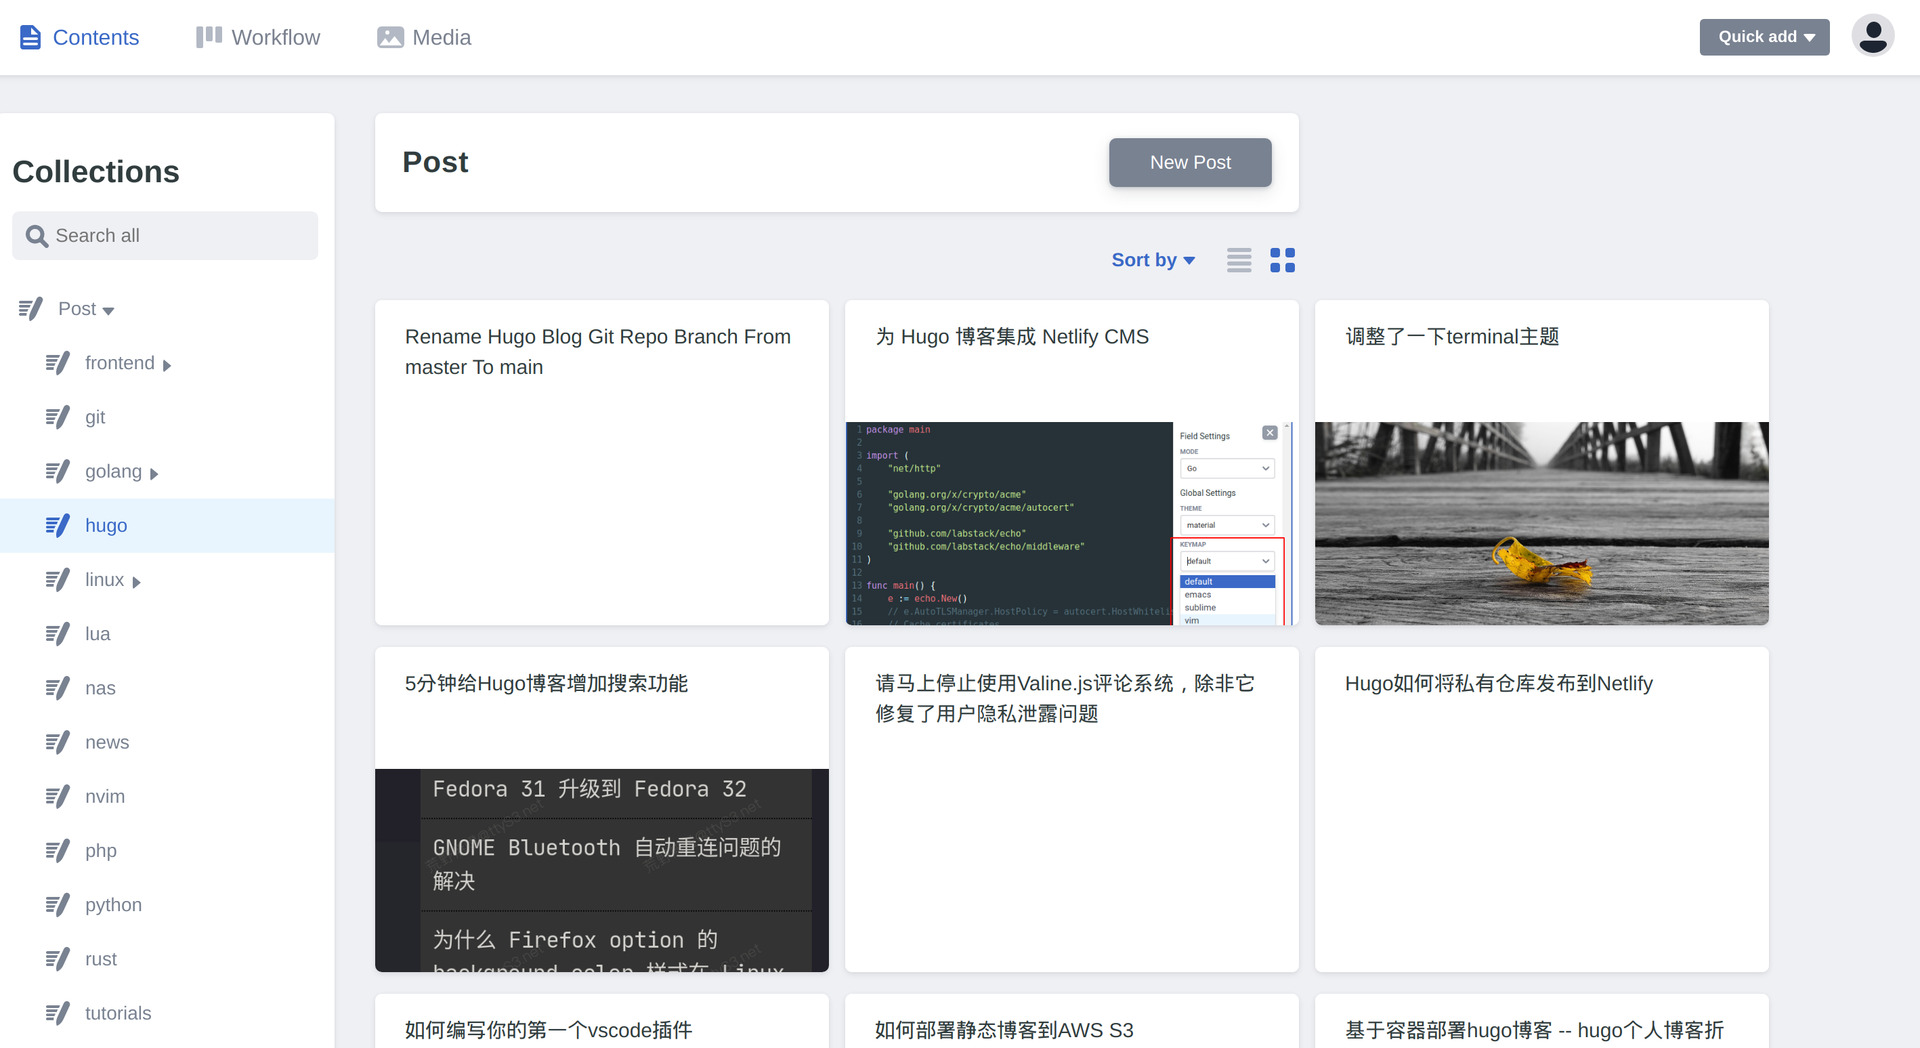 Contents
Workflow
Media
Quick add
Collections
Search all
Post
frontend
git
golang
hugo
linux
lua
nas
news
nvim
php
python
rust
tutorials
Post
New Post
Sort by
Rename Hugo Blog Git Repo Branch From
master To main
为 Hugo 博客集成 Netlify CMS
1 package main
2
3 import (
4 "net/http"
5
6 "golang.org/x/crypto/acme"
7 "golang.org/x/crypto/acme/autocert"
8
9 "github.com/labstack/echo"
10 "github.com/labstack/echo/middleware"
11 )
12
13 func main() {
14 e := echo.New()
15 // e.AutoTLSManager.HostPolicy = autocert.HostWhitelis
16 // Cache certificates
Field Settings
MODE
Go
Global Settings
THEME
material
KEYMAP
default
default
emacs
sublime
vim
调整了一下terminal主题
5分钟给Hugo博客增加搜索功能
Fedora 31 升级到 Fedora 32
GNOME Bluetooth 自动重连问题的
解决
为什么 Firefox option 的
background color 样式在 Linux
请马上停止使用Valine.js评论系统，除非它
修复了用户隐私泄露问题
Hugo如何将私有仓库发布到Netlify
如何编写你的第一个vscode插件
如何部署静态博客到AWS S3
基于容器部署hugo博客 -- hugo个人博客折